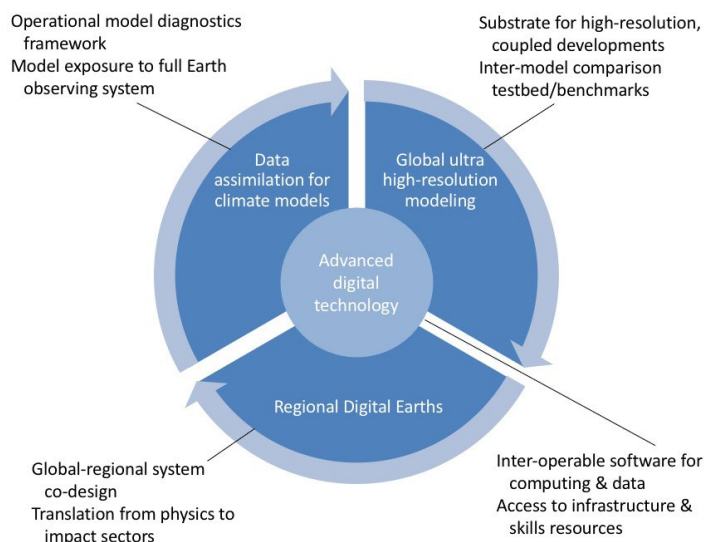 Operational model diagnostics
framework
Model exposure to full Earth
observing system
Substrate for high-resolution,
coupled developments
Inter-model comparison
testbed/benchmarks
Data
assimilation for
climate models
Global ultra
high-resolution
modeling
Advanced
digital
technology
Regional Digital Earths
Global-regional system
co-design
Translation from physics to
impact sectors
Inter-operable software for
computing & data
Access to infrastructure &
skills resources